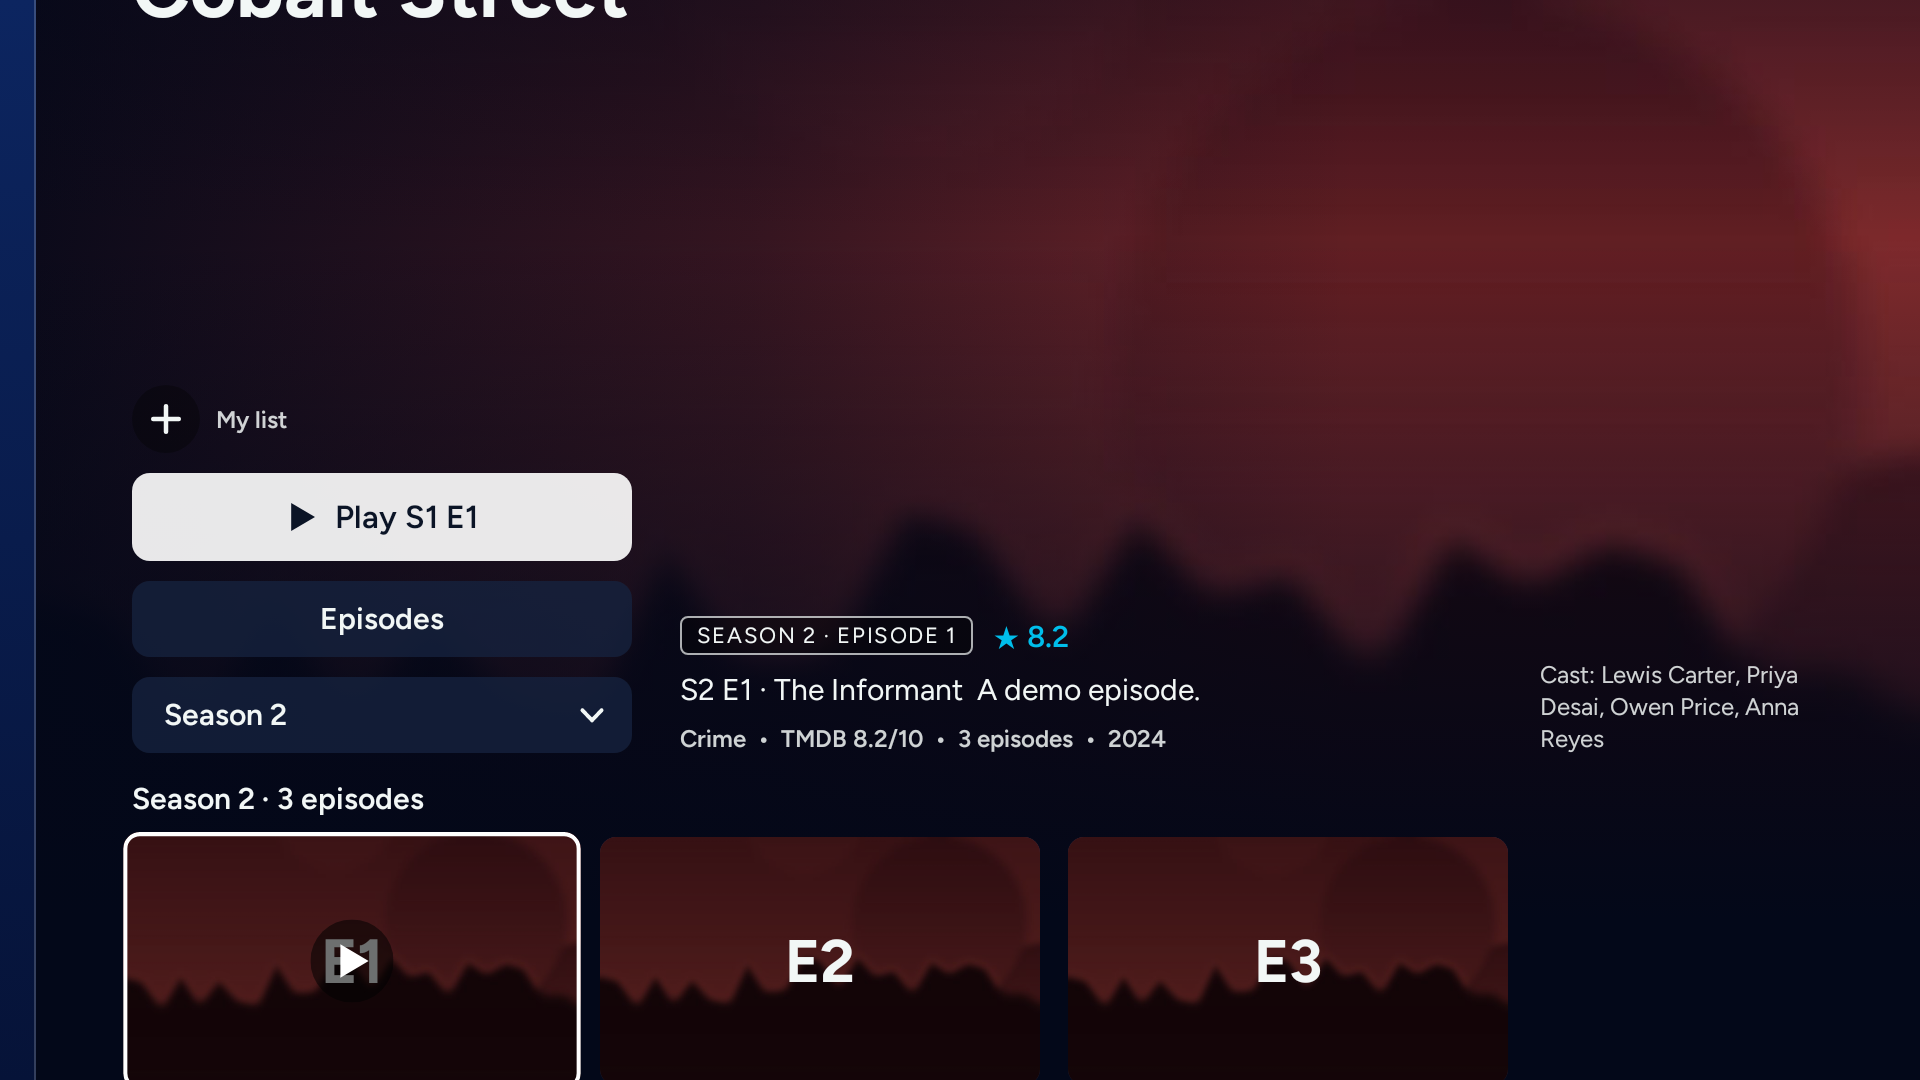 Cobalt Street
My list
Play S1 E1
Episodes
Season 2
SEASON 2 · EPISODE 1
★ 8.2
S2 E1 · The Informant A demo episode.
Crime • TMDB 8.2/10 • 3 episodes • 2024
Cast: Lewis Carter, Priya
Desai, Owen Price, Anna
Reyes
Season 2 · 3 episodes
E1
E2
E3